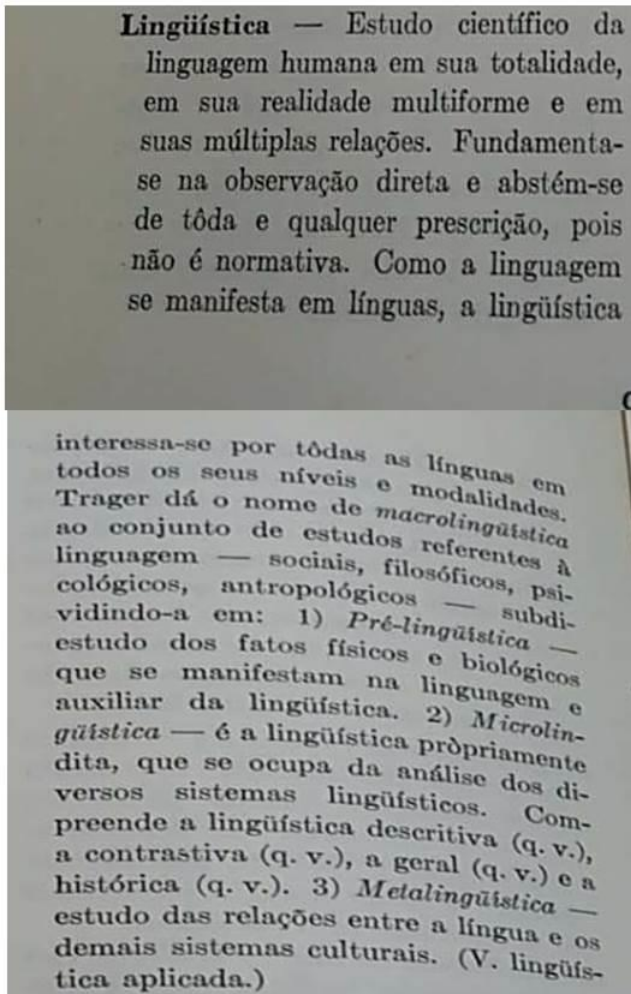 Lingüística — Estudo científico da
linguagem humana em sua totalidade,
em sua realidade multiforme e em
suas múltiplas relações. Fundamenta-
se na observação direta e abstém-se
de tôda e qualquer prescrição, pois
não é normativa. Como a linguagem
se manifesta em línguas, a lingüística
interessa-se por tôdas as línguas em
todos os seus níveis e modalidades.
Trager dá o nome de macrolingüística
ao conjunto de estudos referentes à
linguagem — sociais, filosóficos, psi-
cológicos, antropológicos — subdi-
vidindo-a em: 1) Pré-lingüística —
estudo dos fatos físicos e biológicos
que se manifestam na linguagem e
auxiliar da lingüística. 2) Microlin-
güística — é a lingüística pròpriamente
dita, que se ocupa da análise dos di-
versos sistemas lingüísticos. Com-
preende a lingüística descritiva (q. v.),
a contrastiva (q. v.), a geral (q. v.) e a
histórica (q. v.). 3) Metalingüística —
estudo das relações entre a língua e os
demais sistemas culturais. (V. lingüís-
tica aplicada.)